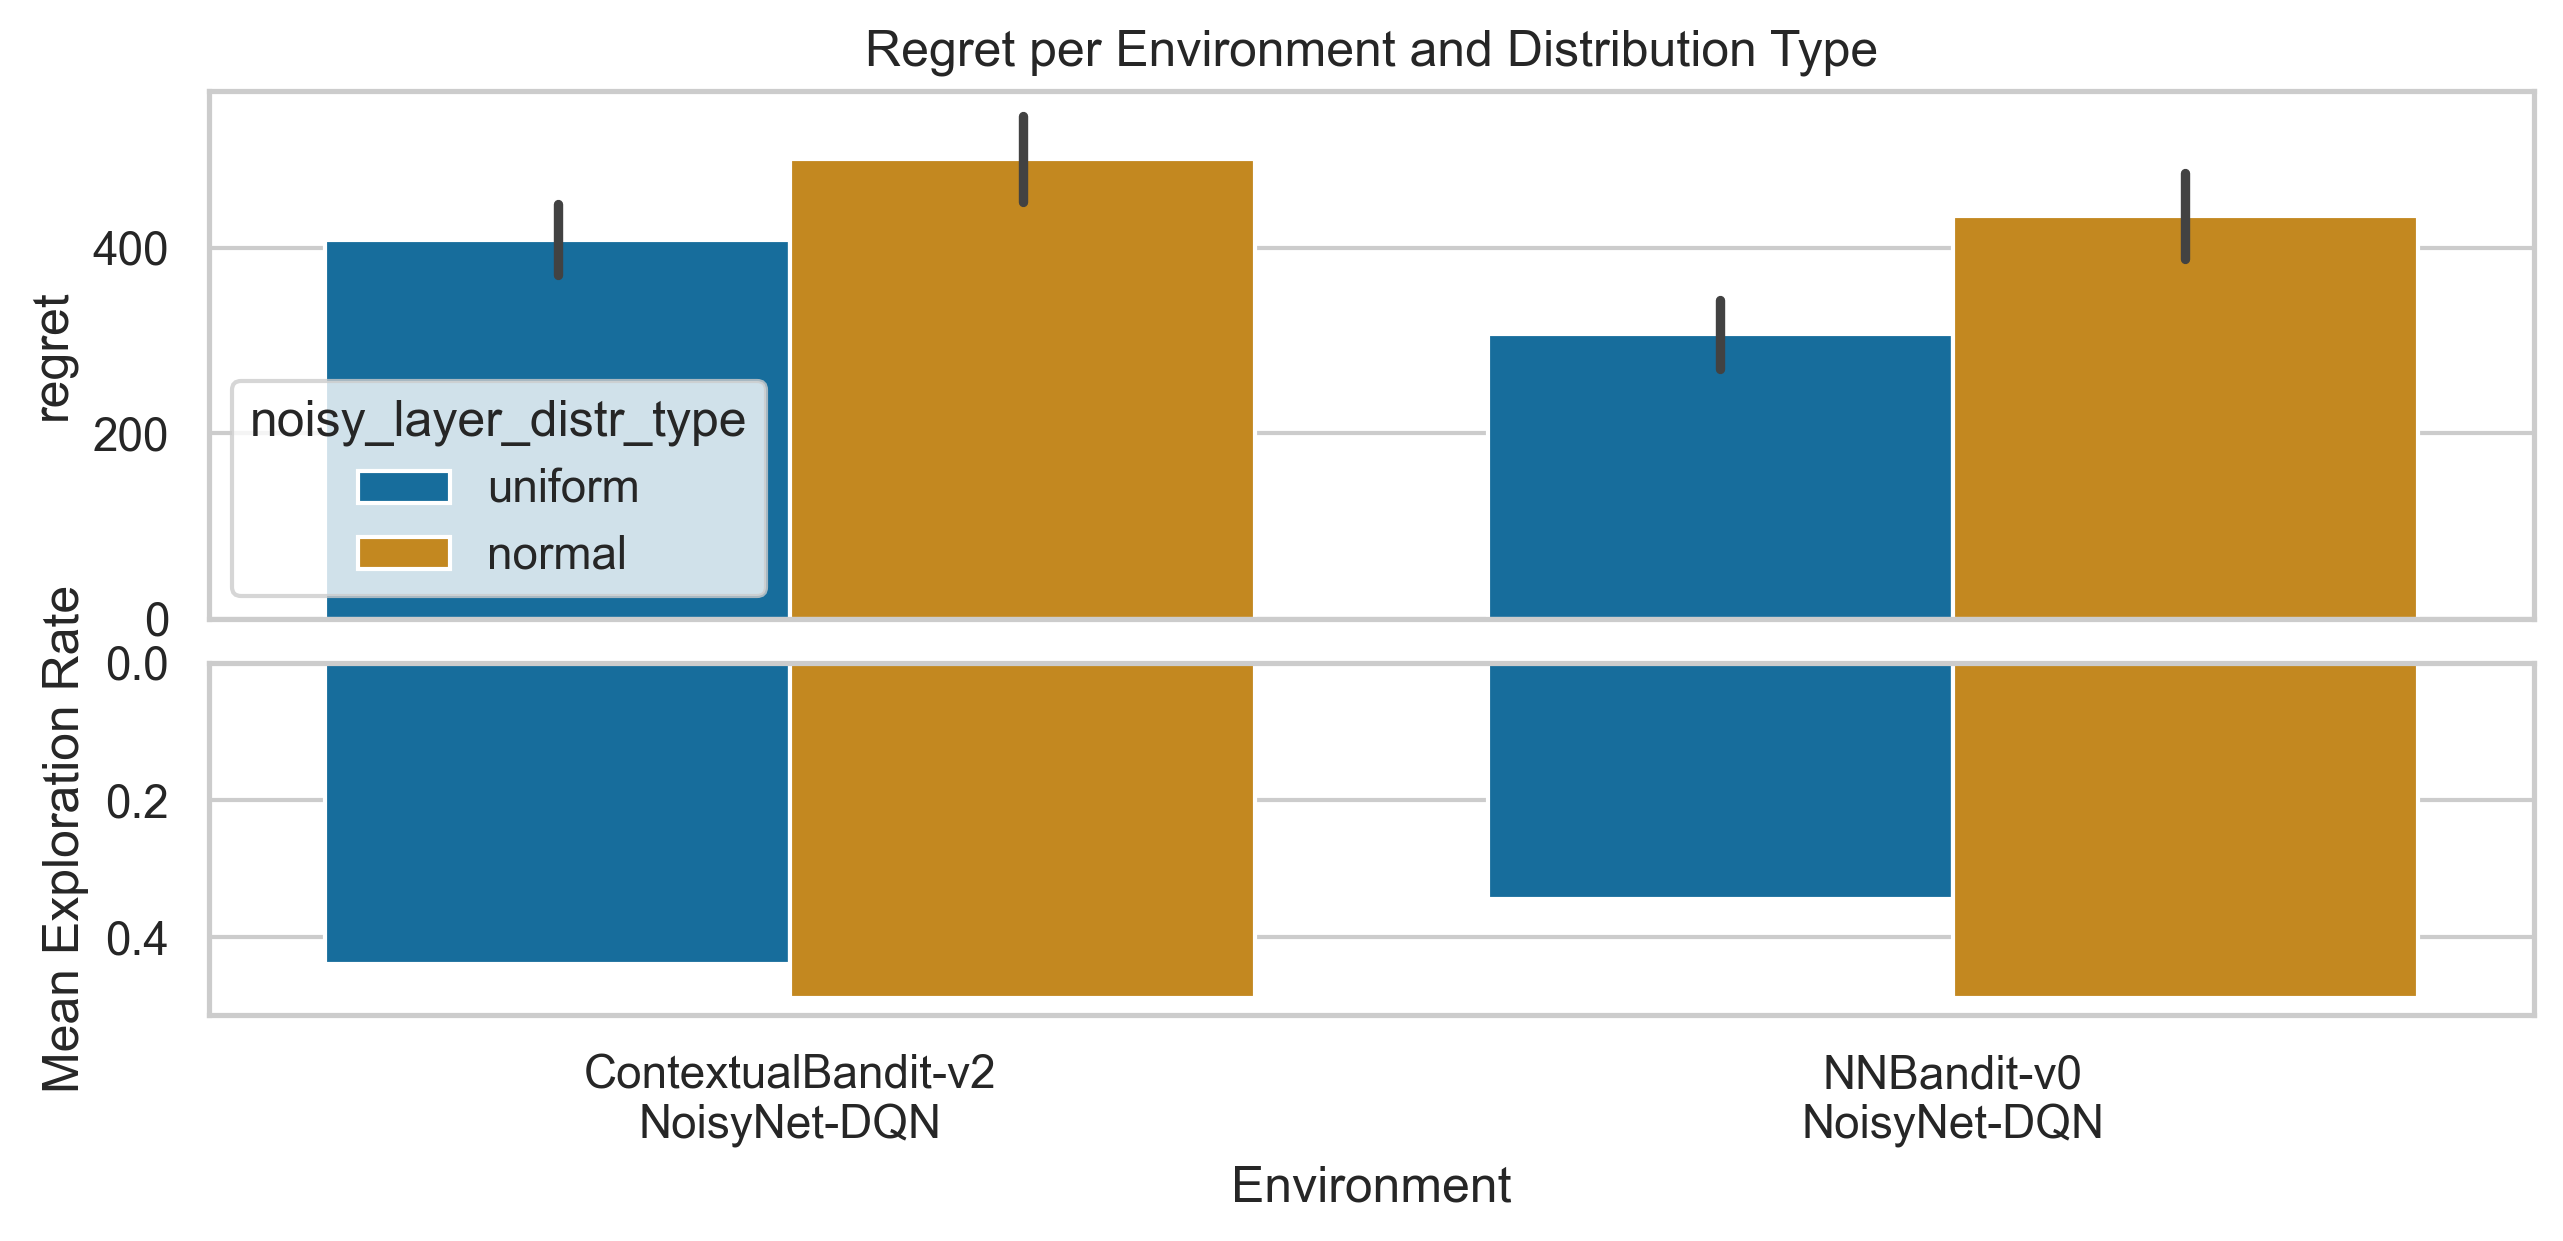 Regret per Environment and Distribution Type
regret
400
200
0
noisy_layer_distr_type
uniform
normal
Mean Exploration Rate
0.0
0.2
0.4
ContextualBandit-v2
NoisyNet-DQN
NNBandit-v0
NoisyNet-DQN
Environment